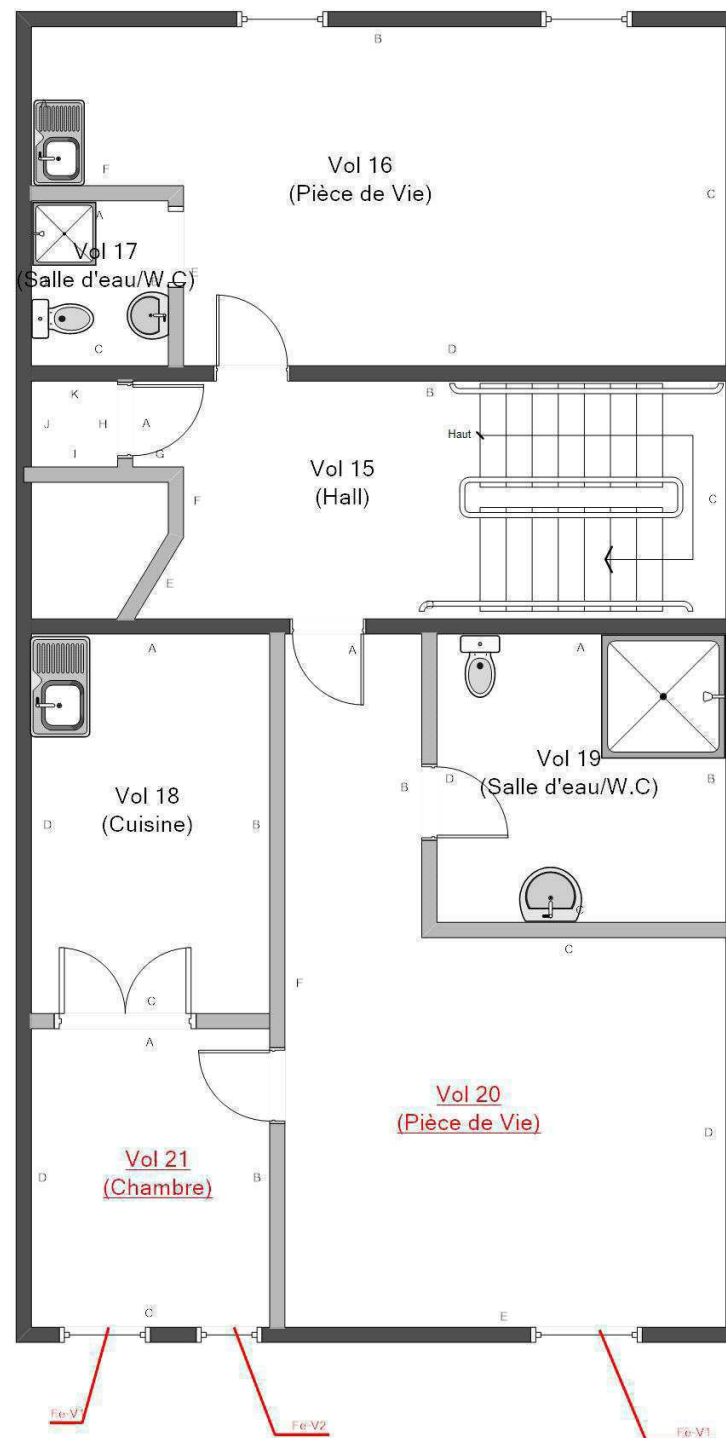 B
A
F
Vol 16
(Pièce de Vie)
C
A
Vol 17
(Salle d'eau/W.C)
E
C
D
K
J
H
A
I
G
B
Haut
Vol 15
(Hall)
F
C
E
B
A
A
A
Vol 18
(Cuisine)
D
B
B
D
Vol 19
(Salle d'eau/W.C)
B
C
C
C
F
A
Vol 20
(Pièce de Vie)
D
Vol 21
(Chambre)
D
B
C
E
Fe-V1
Fe-V2
Fe-V1